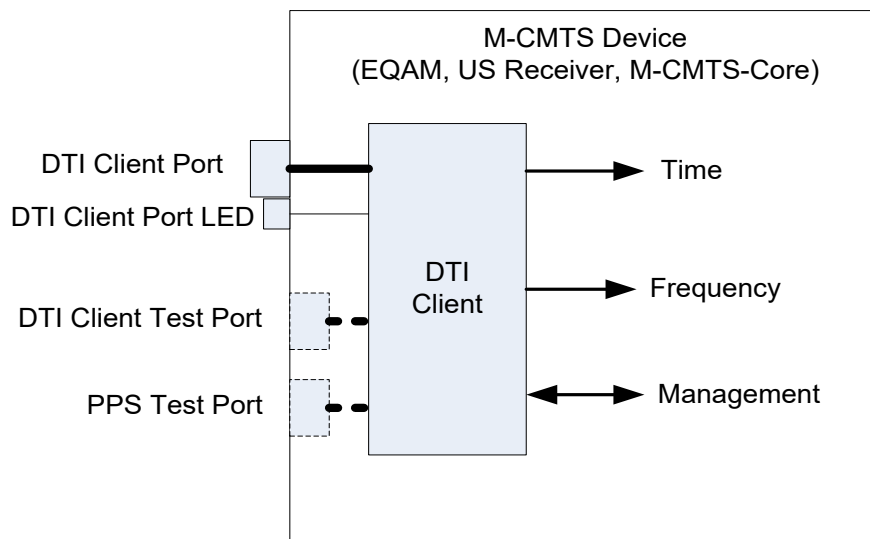 M-CMTS Device
(EQAM, US Receiver, M-CMTS-Core)
DTI Client Port
DTI Client Port LED
DTI Client Test Port
PPS Test Port
DTI
Client
Time
Frequency
Management